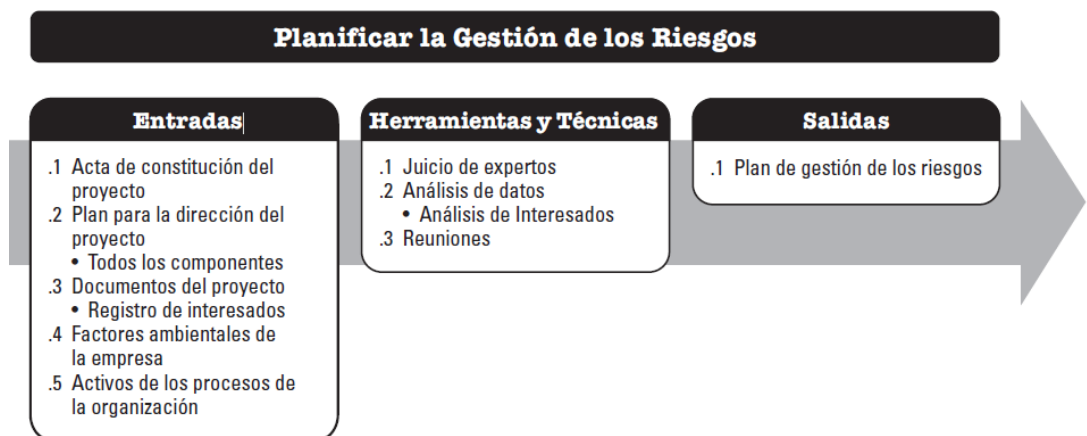 Planificar la Gestión de los Riesgos
Entradas
.1 Acta de constitución del
proyecto
.2 Plan para la dirección del
proyecto
• Todos los componentes
.3 Documentos del proyecto
• Registro de interesados
.4 Factores ambientales de
la empresa
.5 Activos de los procesos de
la organización
Herramientas y Técnicas
.1 Juicio de expertos
.2 Análisis de datos
• Análisis de Interesados
.3 Reuniones
Salidas
.1 Plan de gestión de los riesgos